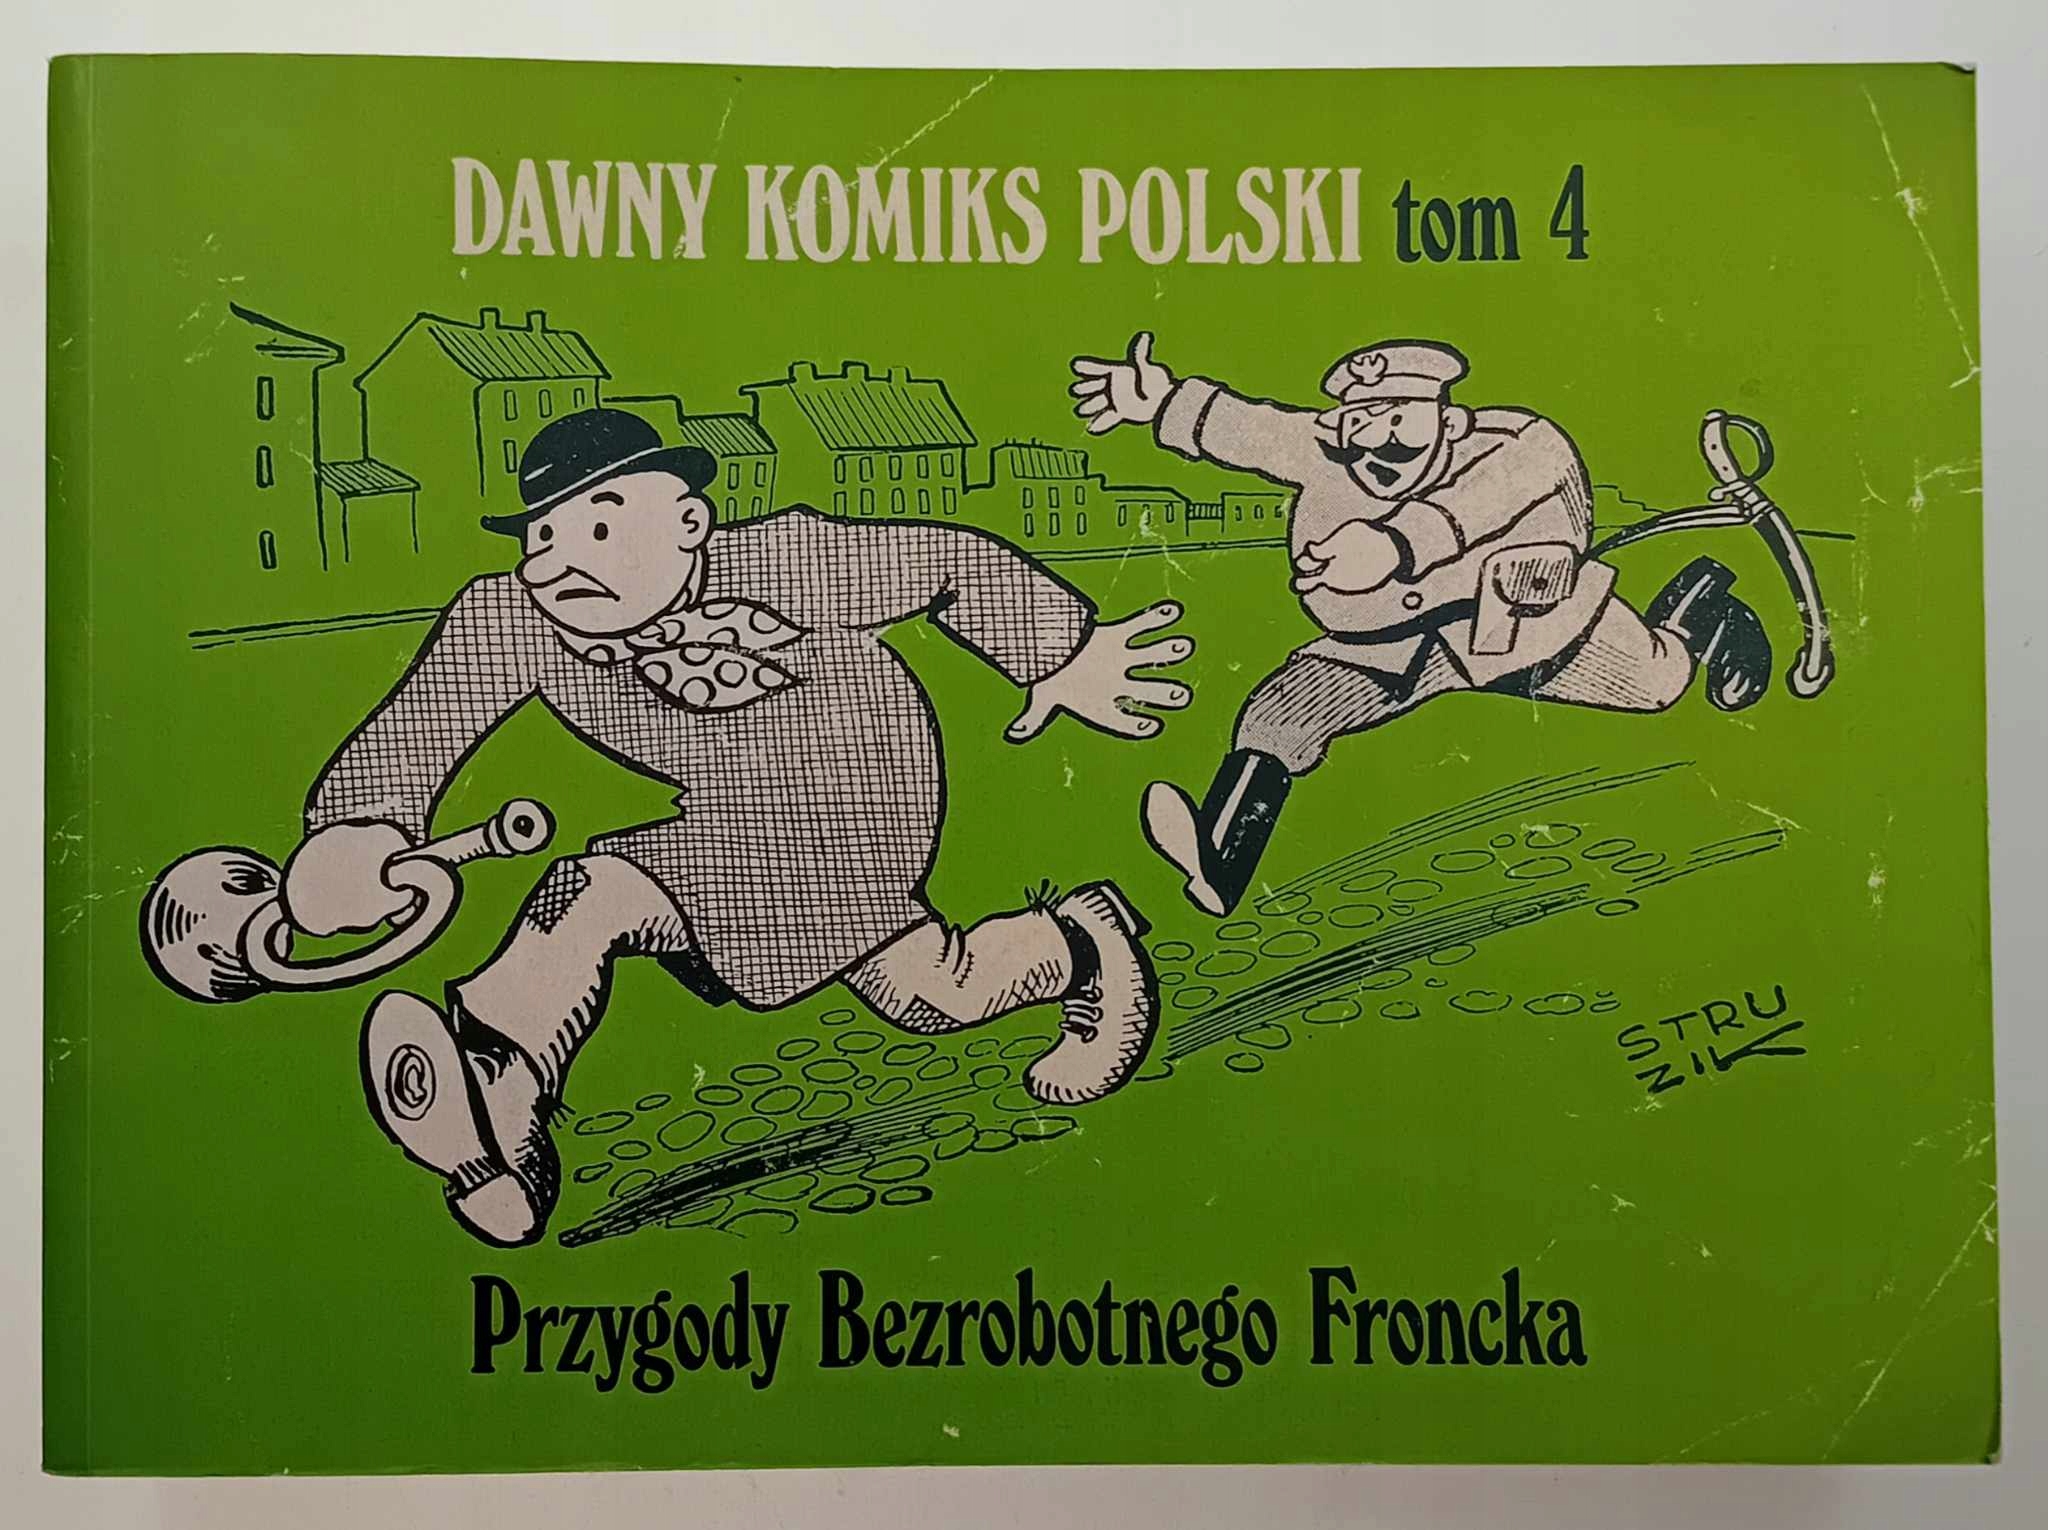 DAWNY KOMIKS POLSKI tom 4
STRU
ZIK
Przygody Bezrobotnego Froncka